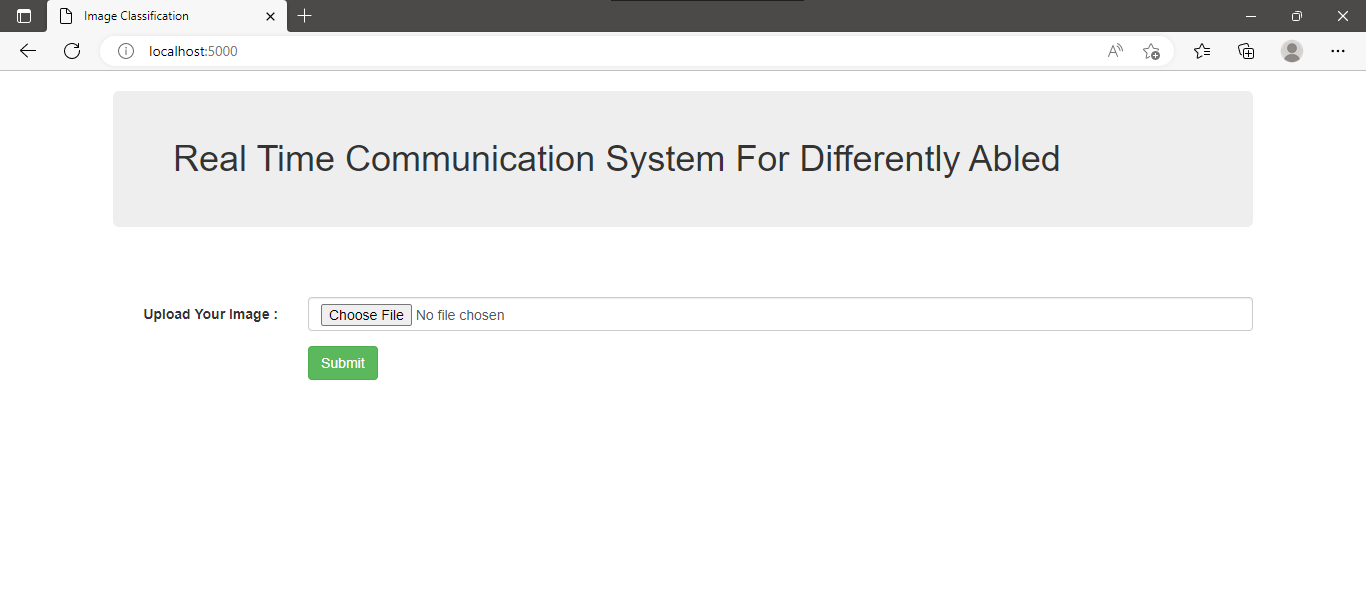 Image Classification
localhost:5000
Real Time Communication System For Differently Abled
Upload Your Image :
Choose File No file chosen
Submit